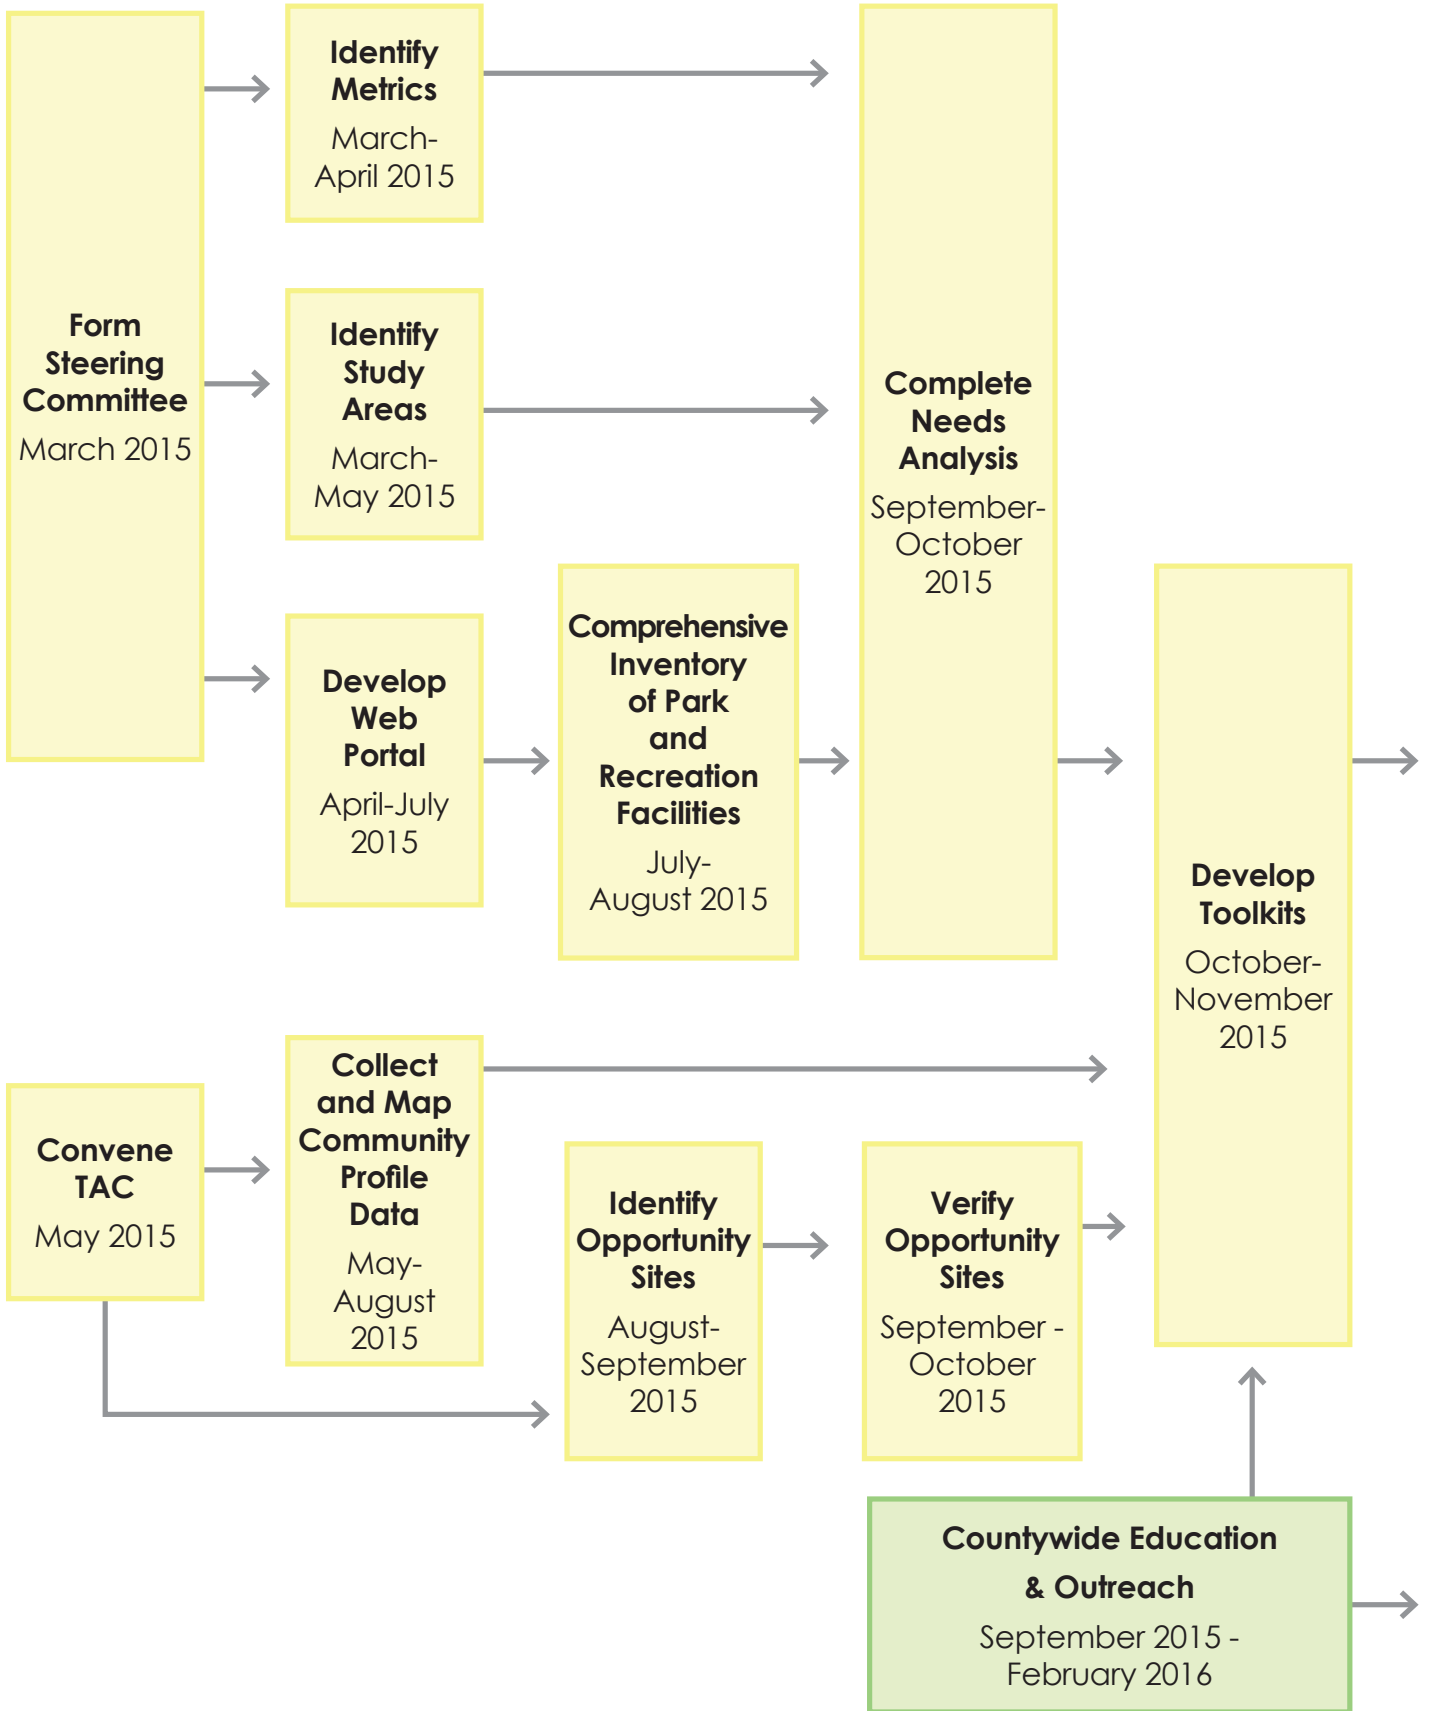 Form
Steering
Committee
March 2015
Identify
Metrics
March-
April 2015
Identify
Study
Areas
March-
May 2015
Develop
Web
Portal
April-July
2015
Comprehensive
Inventory
of Park
and
Recreation
Facilities
July-
August 2015
Complete
Needs
Analysis
September-
October
2015
Develop
Toolkits
October-
November
2015
Convene
TAC
May 2015
Collect
and Map
Community
Profile
Data
May-
August
2015
Identify
Opportunity
Sites
August-
September
2015
Verify
Opportunity
Sites
September -
October
2015
Countywide Education
& Outreach
September 2015 -
February 2016